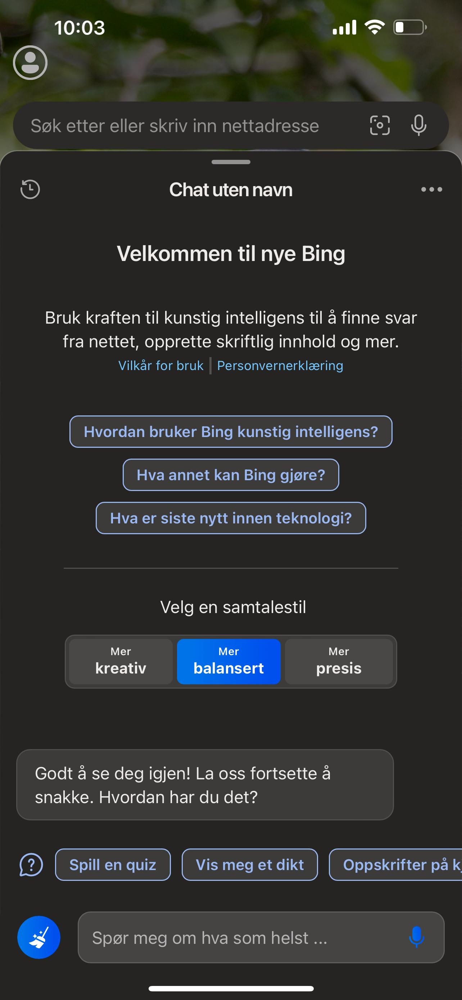 10:03
Søk etter eller skriv inn nettadresse
Chat uten navn
Velkommen til nye Bing
Bruk kraften til kunstig intelligens til å finne svar
fra nettet, opprette skriftlig innhold og mer.
Vilkår for bruk | Personvernerklæring
Hvordan bruker Bing kunstig intelligens?
Hva annet kan Bing gjøre?
Hva er siste nytt innen teknologi?
Velg en samtalestil
Mer kreativ
Mer balansert
Mer presis
Godt å se deg igjen! La oss fortsette å
snakke. Hvordan har du det?
Spill en quiz
Vis meg et dikt
Oppskrifter på
Spør meg om hva som helst ...